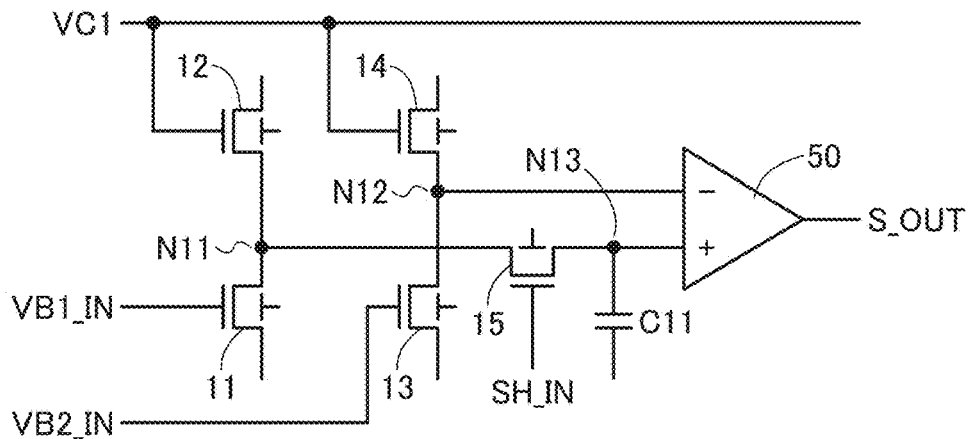 VC1
12
14
N13
50
N12
S_OUT
N11
VB1_IN
15
C11
11
13
SH_IN
VB2_IN